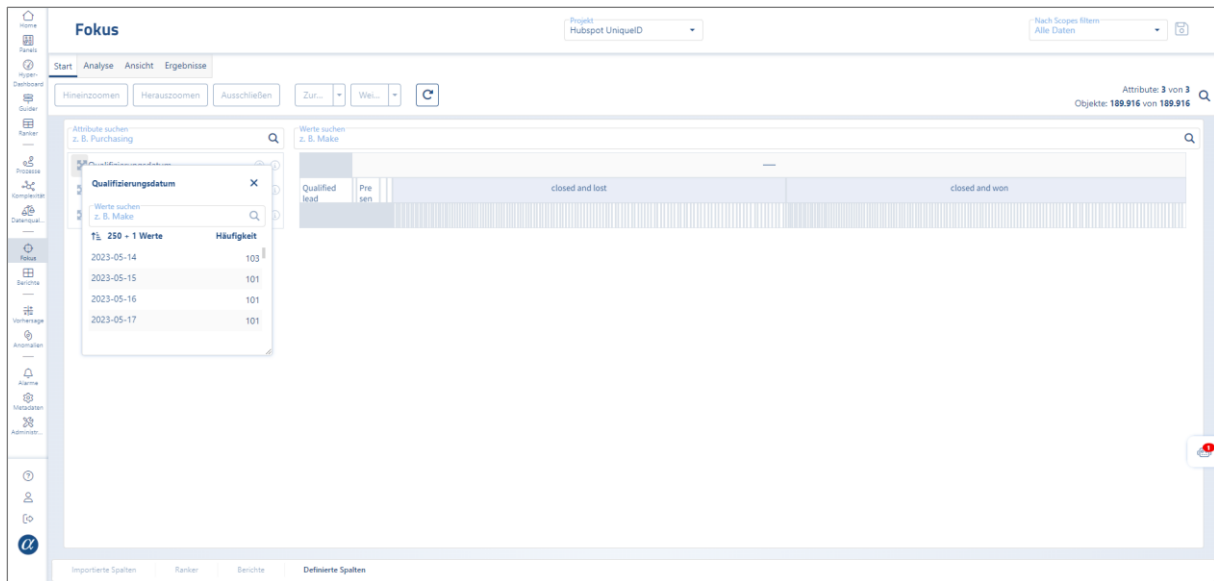 Home
Panels
Hyper-
Dashboard
Guider
Ranker
Prozesse
Komplexität
Datenqual...
Fokus
Berichte
Vorhersage
Anomalien
Alarme
Metadaten
Administr...
Fokus
Projekt
Hubspot UniqueID
Nach Scopes filtern
Alle Daten
Start Analyse Ansicht Ergebnisse
Hineinzoomen Herauszoomen Ausschließen Zur... Wei...
Attribute: 3 von 3
Objekte: 189.916 von 189.916
Attribute suchen
z. B. Purchasing
Werte suchen
z. B. Make
Qualifizierungsdatum
Qualifizierungsdatum
Werte suchen
z. B. Make
250 + 1 Werte Häufigkeit
2023-05-14 103
2023-05-15 101
2023-05-16 101
2023-05-17 101
Qualified
lead
Pre
sen
closed and lost
closed and won
1
α
Importierte Spalten Ranker Berichte Definierte Spalten